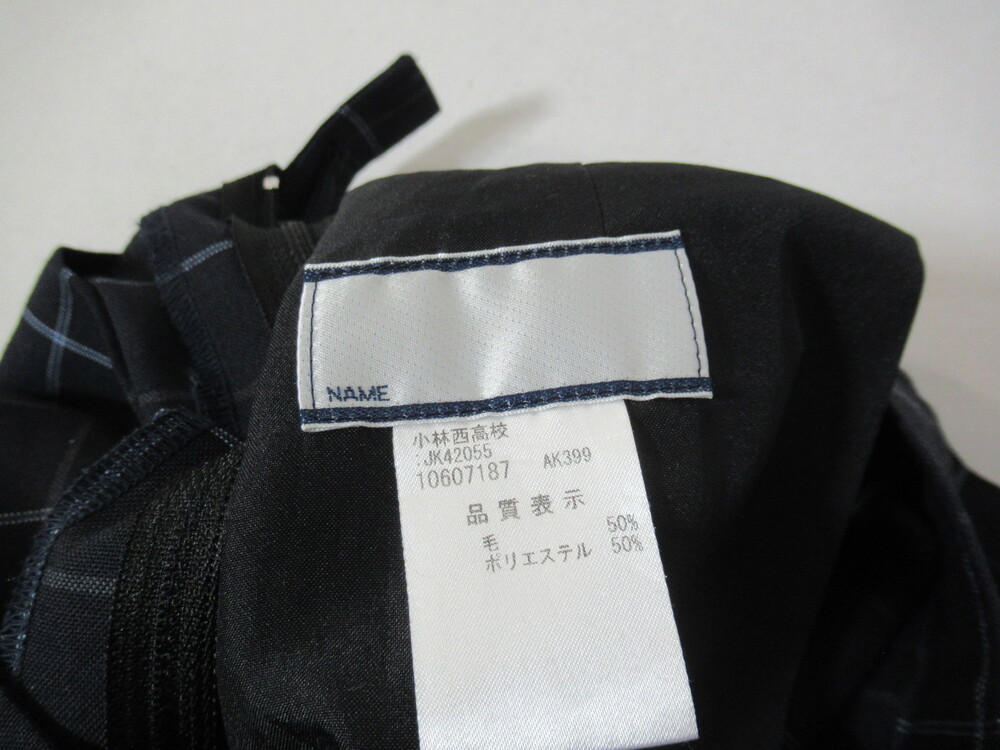 NAME
小林西高校
:JK42055
10607187 AK399
品質表示
毛 50%
ポリエステル 50%